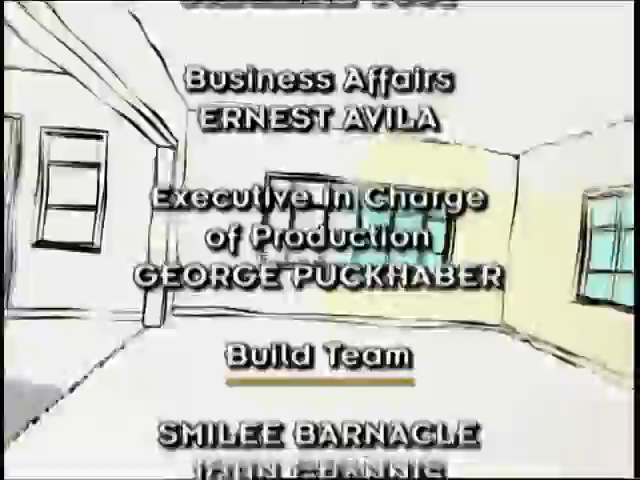 Business Affairs
ERNEST AVILA
Executive In Charge
of Production
GEORGE PUCKHABER
Build Team
SMILEE BARNACLE